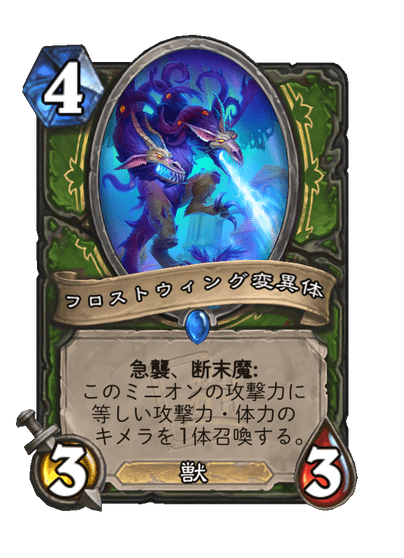 4
フロストウィング変異体
急襲、断末魔:
このミニオンの攻撃力に
等しい攻撃力・体力の
キメラを1体召喚する。
3
獣
3